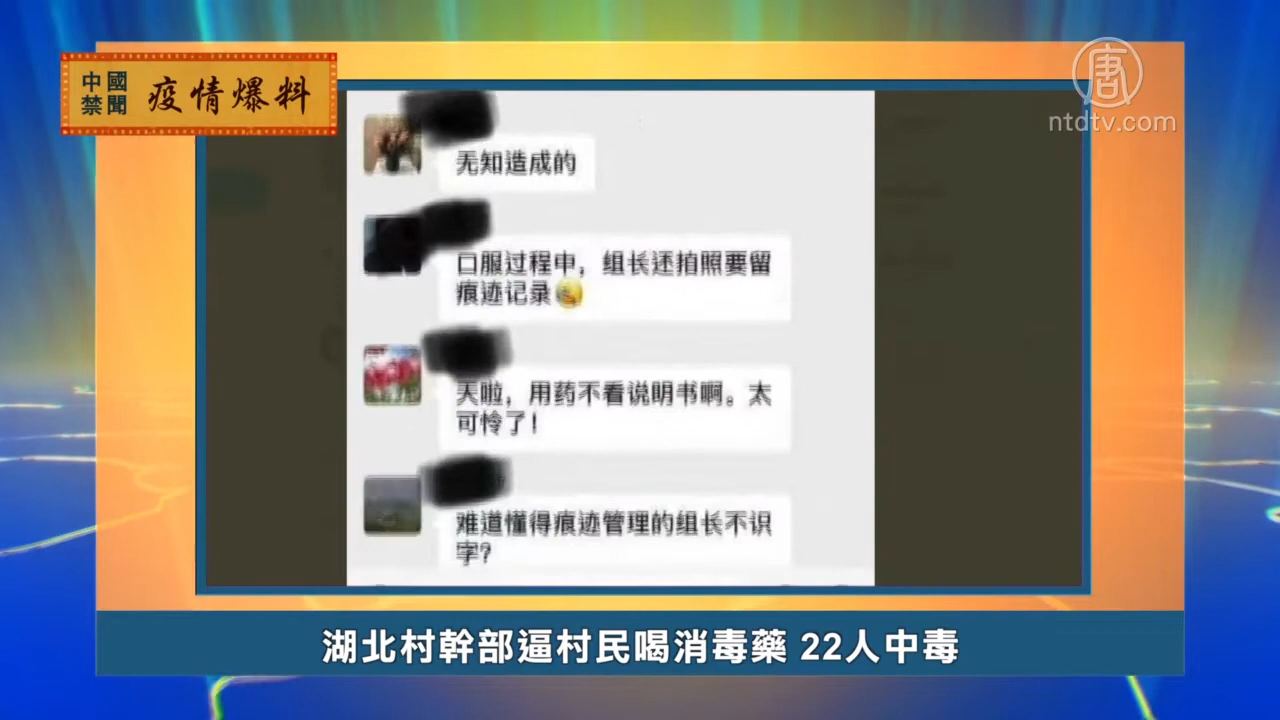 中國禁聞 疫情爆料
唐
ntdtv.com
无知造成的
口服过程中，组长还拍照要留
痕迹记录
天啦，用药不看说明书啊。太
可怜了！
难道懂得痕迹管理的组长不识
字？
湖北村幹部逼村民喝消毒藥 22人中毒